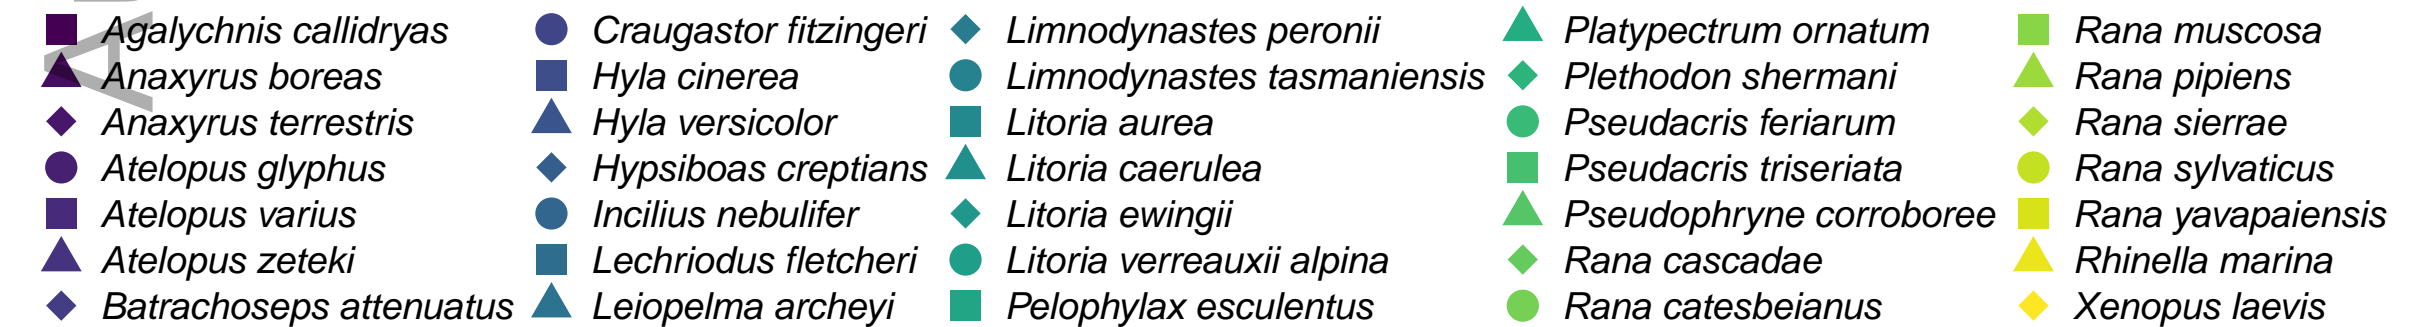 Agalychnis callidryas
Anaxyrus boreas
Anaxyrus terrestris
Atelopus glyphus
Atelopus varius
Atelopus zeteki
Batrachoseps attenuatus
Craugastor fitzingeri
Hyla cinerea
Hyla versicolor
Hypsiboas creptians
Incilius nebulifer
Lechriodus fletcheri
Leiopelma archeyi
Limnodynastes peronii
Limnodynastes tasmaniensis
Litoria aurea
Litoria caerulea
Litoria ewingii
Litoria verreauxii alpina
Pelophylax esculentus
Platypectrum ornatum
Plethodon shermani
Pseudacris feriarum
Pseudacris triseriata
Pseudophryne corroboree
Rana cascadae
Rana catesbeianus
Rana muscosa
Rana pipiens
Rana sierrae
Rana sylvaticus
Rana yavapaiensis
Rhinella marina
Xenopus laevis